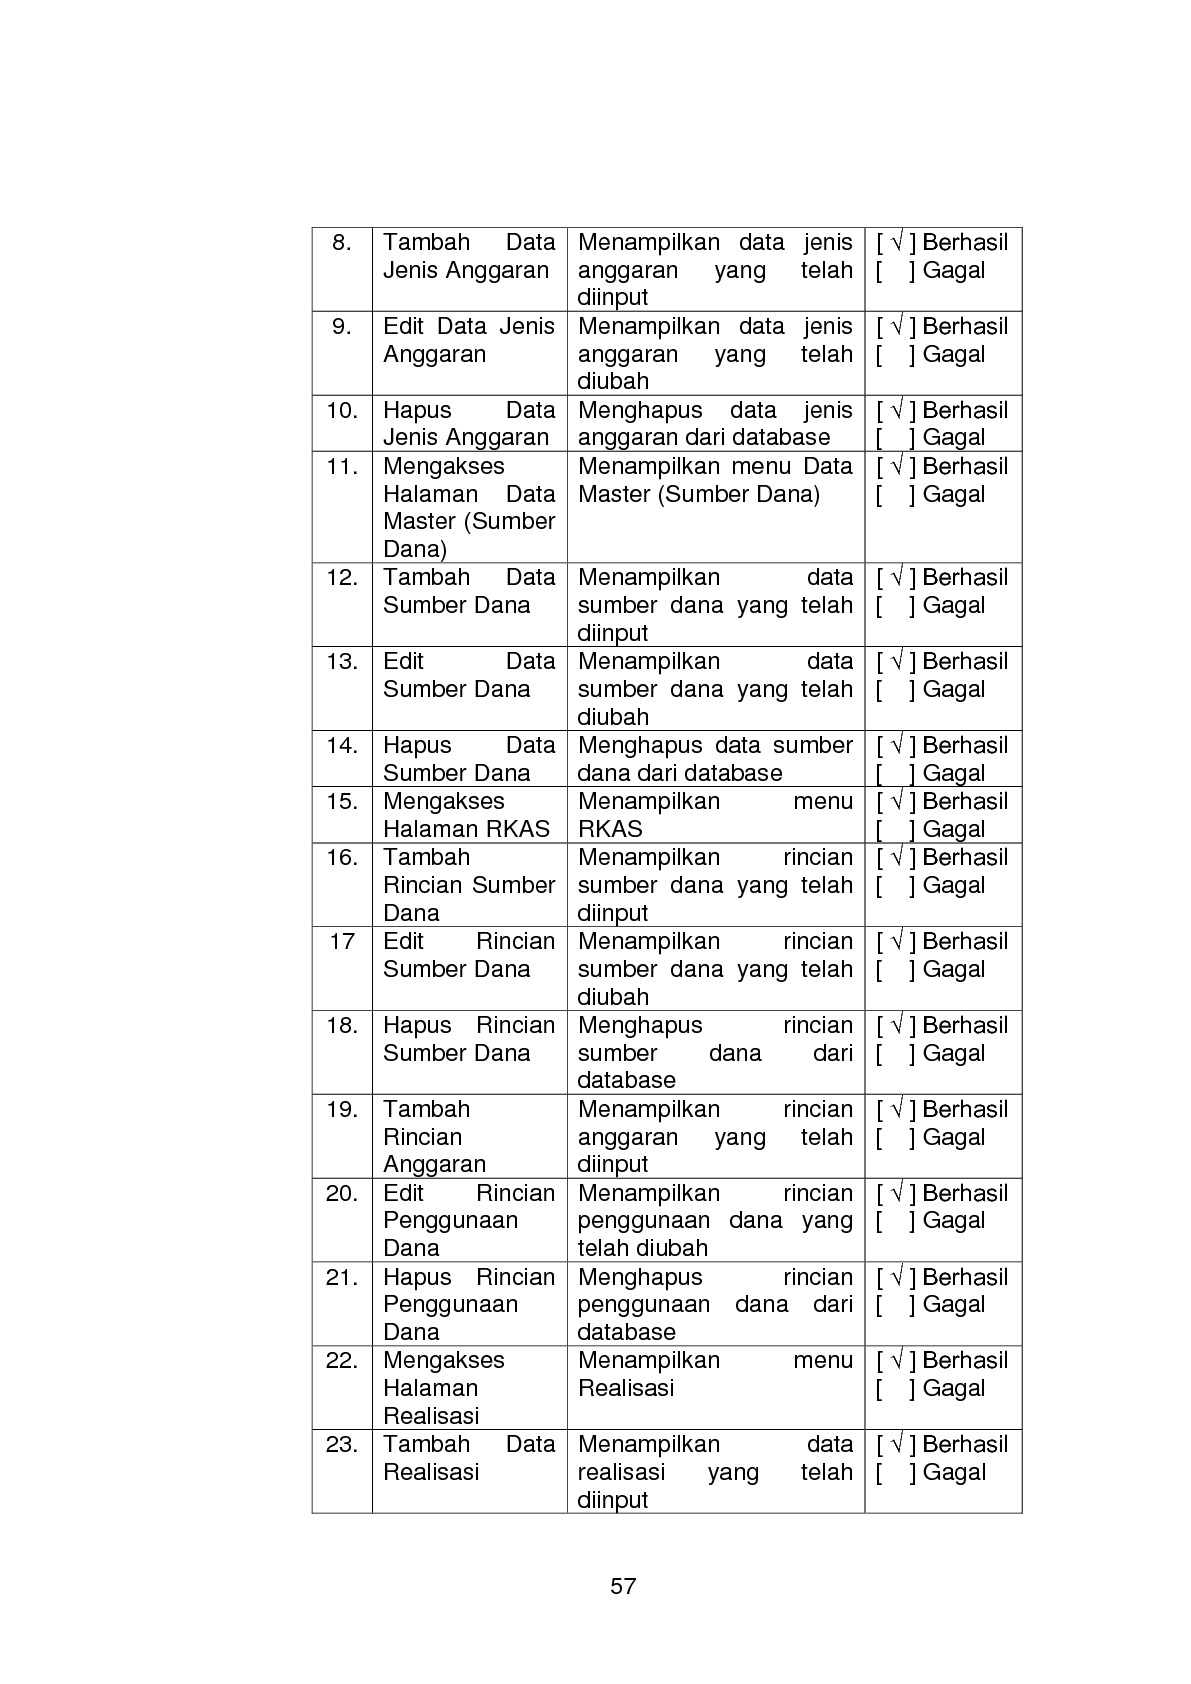 8. Tambah Data Menampilkan data jenis [ √ ] Berhasil
Jenis Anggaran anggaran yang telah [ ] Gagal
diinput
9. Edit Data Jenis Menampilkan data jenis [ √ ] Berhasil
Anggaran anggaran yang telah [ ] Gagal
diubah
10. Hapus Data Menghapus data jenis [ √ ] Berhasil
Jenis Anggaran anggaran dari database [ ] Gagal
11. Mengakses Menampilkan menu Data [ √ ] Berhasil
Halaman Data Master (Sumber Dana) [ ] Gagal
Master (Sumber
Dana)
12. Tambah Data Menampilkan data [ √ ] Berhasil
Sumber Dana sumber dana yang telah [ ] Gagal
diinput
13. Edit Data Menampilkan data [ √ ] Berhasil
Sumber Dana sumber dana yang telah [ ] Gagal
diubah
14. Hapus Data Menghapus data sumber [ √ ] Berhasil
Sumber Dana dana dari database [ ] Gagal
15. Mengakses Menampilkan menu [ √ ] Berhasil
Halaman RKAS RKAS [ ] Gagal
16. Tambah Menampilkan rincian [ √ ] Berhasil
Rincian Sumber sumber dana yang telah [ ] Gagal
Dana diinput
17 Edit Rincian Menampilkan rincian [ √ ] Berhasil
Sumber Dana sumber dana yang telah [ ] Gagal
diubah
18. Hapus Rincian Menghapus rincian [ √ ] Berhasil
Sumber Dana sumber dana dari [ ] Gagal
database
19. Tambah Menampilkan rincian [ √ ] Berhasil
Rincian anggaran yang telah [ ] Gagal
Anggaran diinput
20. Edit Rincian Menampilkan rincian [ √ ] Berhasil
Penggunaan penggunaan dana yang [ ] Gagal
Dana telah diubah
21. Hapus Rincian Menghapus rincian [ √ ] Berhasil
Penggunaan penggunaan dana dari [ ] Gagal
Dana database
22. Mengakses Menampilkan menu [ √ ] Berhasil
Halaman Realisasi [ ] Gagal
Realisasi
23. Tambah Data Menampilkan data [ √ ] Berhasil
Realisasi realisasi yang telah [ ] Gagal
diinput
57